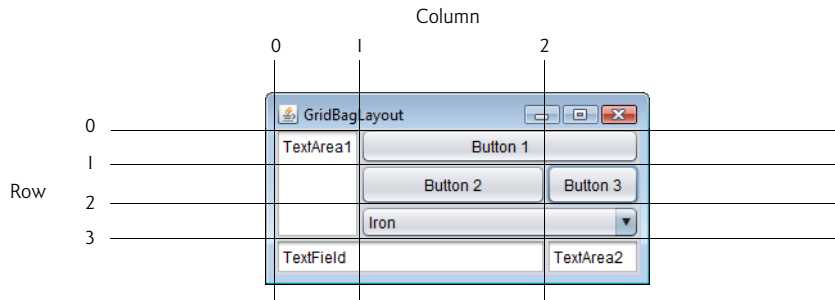 Column
0 1 2
GridBagLayout
0
TextArea1 Button 1
1
Button 2 Button 3
Row
2
Iron
3
TextField TextArea2